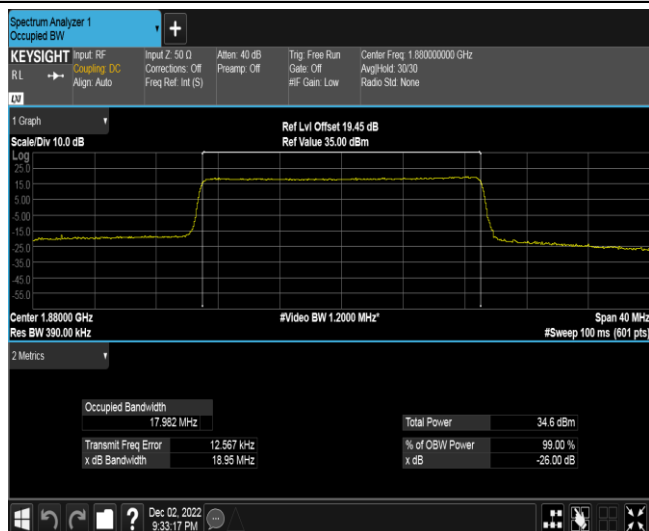 Spectrum Analyzer 1
Occupied BW
+
KEYSIGHT Input: RF Input Z: 50 Ω Atten: 40 dB Trig: Free Run Center Freq: 1.880000000 GHz
RL Coupling: DC Corrections: Off Preamp: Off Gate: Off Avg|Hold: 30/30
Align: Auto Freq Ref: Int (S) #IF Gain: Low Radio Std: None
LXI
1 Graph
Ref Lvl Offset 19.45 dB
Scale/Div 10.0 dB Ref Value 35.00 dBm
Log
25.0
15.0
5.00
-5.00
-15.0
-25.0
-35.0
-45.0
-55.0
Center 1.88000 GHz #Video BW 1.2000 MHz* Span 40 MHz
Res BW 390.00 kHz #Sweep 100 ms (601 pts)
2 Metrics
Occupied Bandwidth
17.982 MHz Total Power 34.6 dBm
Transmit Freq Error 12.567 kHz % of OBW Power 99.00 %
x dB Bandwidth 18.95 MHz x dB -26.00 dB
? Dec 02, 2022
9:33:17 PM